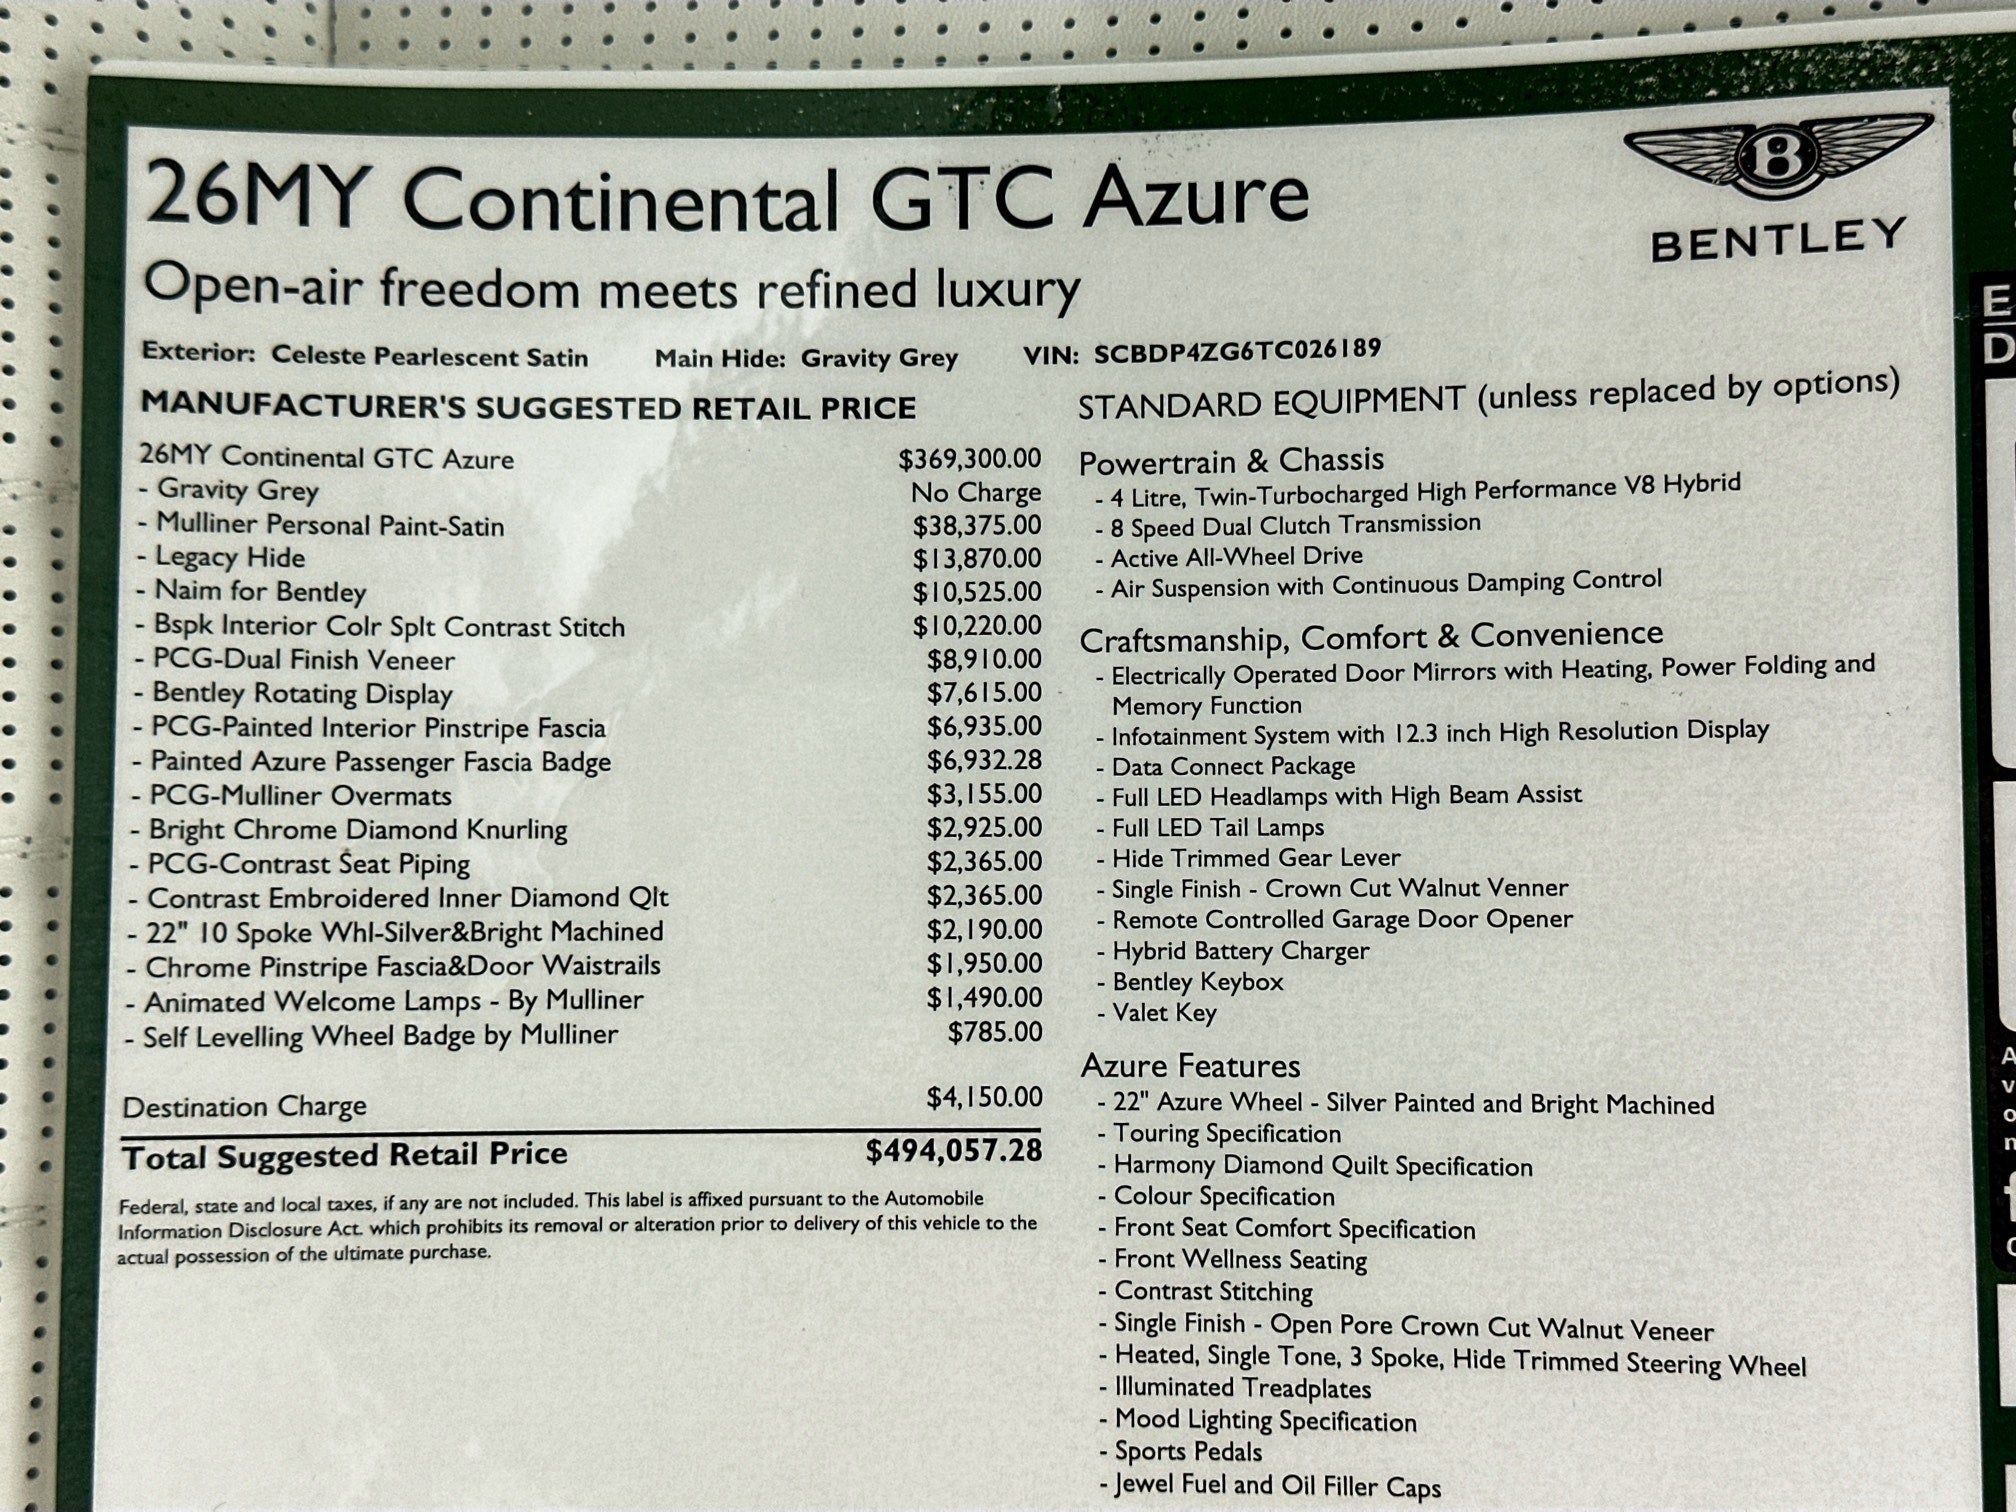 26MY Continental GTC Azure
Open-air freedom meets refined luxury
B
BENTLEY
Exterior: Celeste Pearlescent Satin Main Hide: Gravity Grey VIN: SCBDP4ZG6TC026189
MANUFACTURER'S SUGGESTED RETAIL PRICE
26MY Continental GTC Azure $369,300.00
- Gravity Grey No Charge
- Mulliner Personal Paint-Satin $38,375.00
- Legacy Hide $13,870.00
- Naim for Bentley $10,525.00
- Bspk Interior Colr Splt Contrast Stitch $10,220.00
- PCG-Dual Finish Veneer $8,910.00
- Bentley Rotating Display $7,615.00
- PCG-Painted Interior Pinstripe Fascia $6,935.00
- Painted Azure Passenger Fascia Badge $6,932.28
- PCG-Mulliner Overmats $3,155.00
- Bright Chrome Diamond Knurling $2,925.00
- PCG-Contrast Seat Piping $2,365.00
- Contrast Embroidered Inner Diamond Qlt $2,365.00
- 22" 10 Spoke Whl-Silver&Bright Machined $2,190.00
- Chrome Pinstripe Fascia&Door Waistrails $1,950.00
- Animated Welcome Lamps - By Mulliner $1,490.00
- Self Levelling Wheel Badge by Mulliner $785.00
Destination Charge $4,150.00
Total Suggested Retail Price $494,057.28
Federal, state and local taxes, if any are not included. This label is affixed pursuant to the Automobile
Information Disclosure Act. which prohibits its removal or alteration prior to delivery of this vehicle to the
actual possession of the ultimate purchase.
STANDARD EQUIPMENT (unless replaced by options)
Powertrain & Chassis
- 4 Litre, Twin-Turbocharged High Performance V8 Hybrid
- 8 Speed Dual Clutch Transmission
- Active All-Wheel Drive
- Air Suspension with Continuous Damping Control
Craftsmanship, Comfort & Convenience
- Electrically Operated Door Mirrors with Heating, Power Folding and
Memory Function
- Infotainment System with 12.3 inch High Resolution Display
- Data Connect Package
- Full LED Headlamps with High Beam Assist
- Full LED Tail Lamps
- Hide Trimmed Gear Lever
- Single Finish - Crown Cut Walnut Venner
- Remote Controlled Garage Door Opener
- Hybrid Battery Charger
- Bentley Keybox
- Valet Key
Azure Features
- 22" Azure Wheel - Silver Painted and Bright Machined
- Touring Specification
- Harmony Diamond Quilt Specification
- Colour Specification
- Front Seat Comfort Specification
- Front Wellness Seating
- Contrast Stitching
- Single Finish - Open Pore Crown Cut Walnut Veneer
- Heated, Single Tone, 3 Spoke, Hide Trimmed Steering Wheel
- Illuminated Treadplates
- Mood Lighting Specification
- Sports Pedals
- Jewel Fuel and Oil Filler Caps